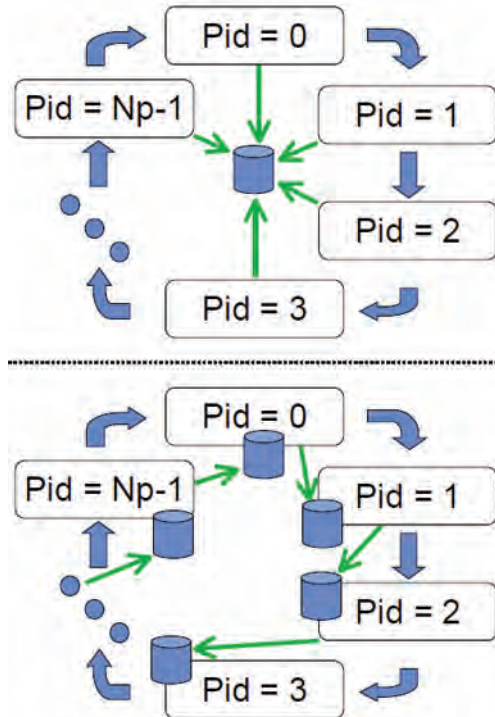 Pid = 0
Pid = Np-1
Pid = 1
Pid = 2
Pid = 3
Pid = 0
Pid = Np-1
Pid = 1
Pid = 2
Pid = 3